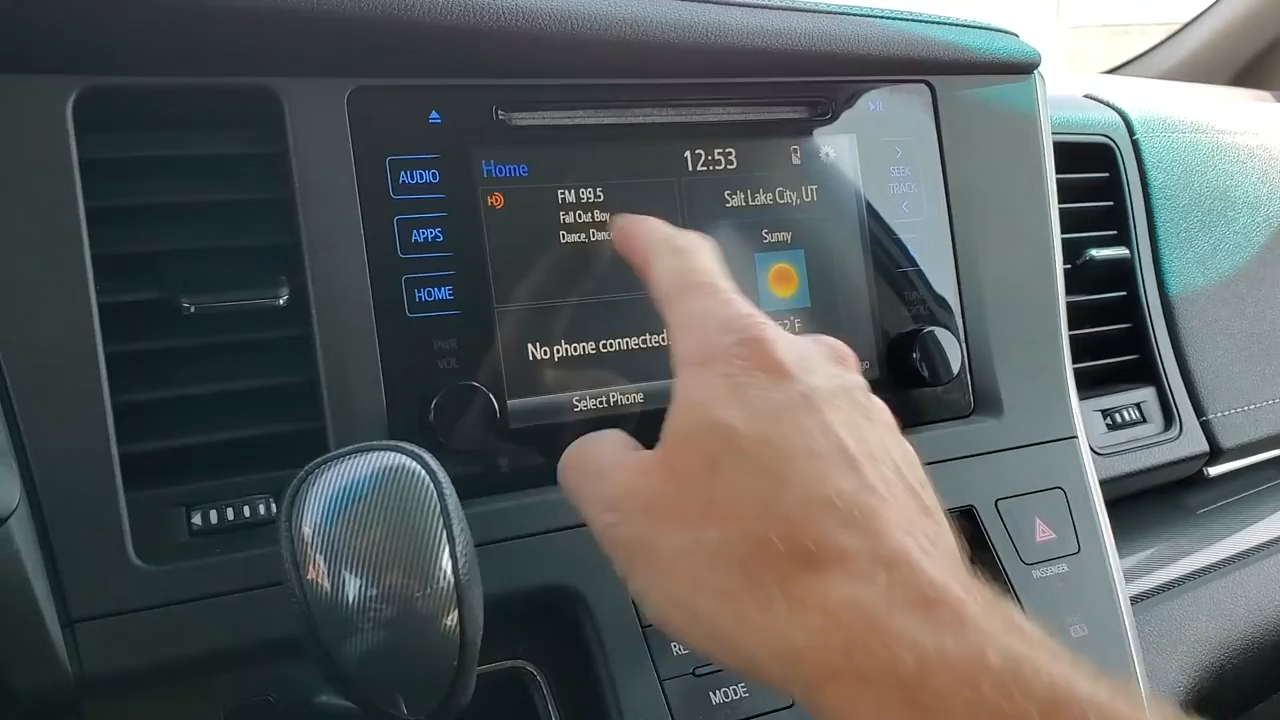 AUDIO
APPS
HOME
PWR
VOL
Home
12:53
HD
FM 99.5
Fall Out Boy
Dance,
Salt Lake City, UT
Sunny
No phone connected.
Select Phone
SEEK
TRACK
MODE
PASSENGER